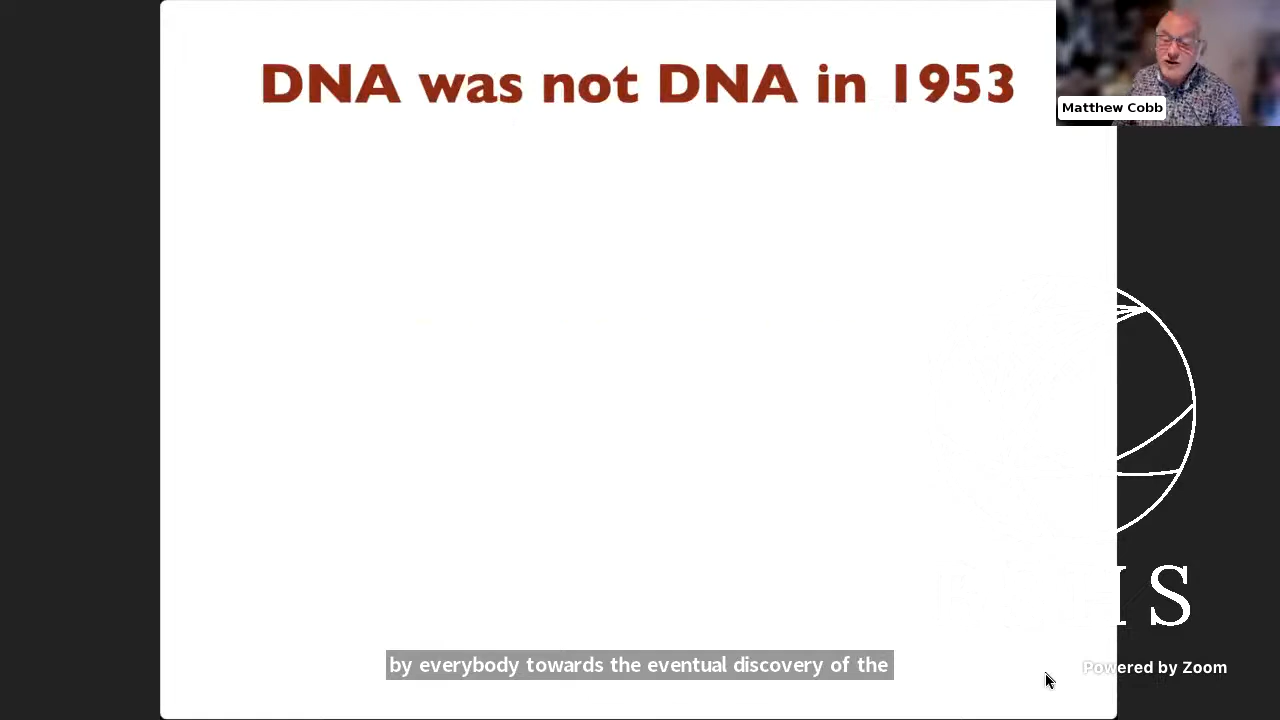 DNA was not DNA in 1953
Matthew Cobb
S
by everybody towards the eventual discovery of the
Powered by Zoom